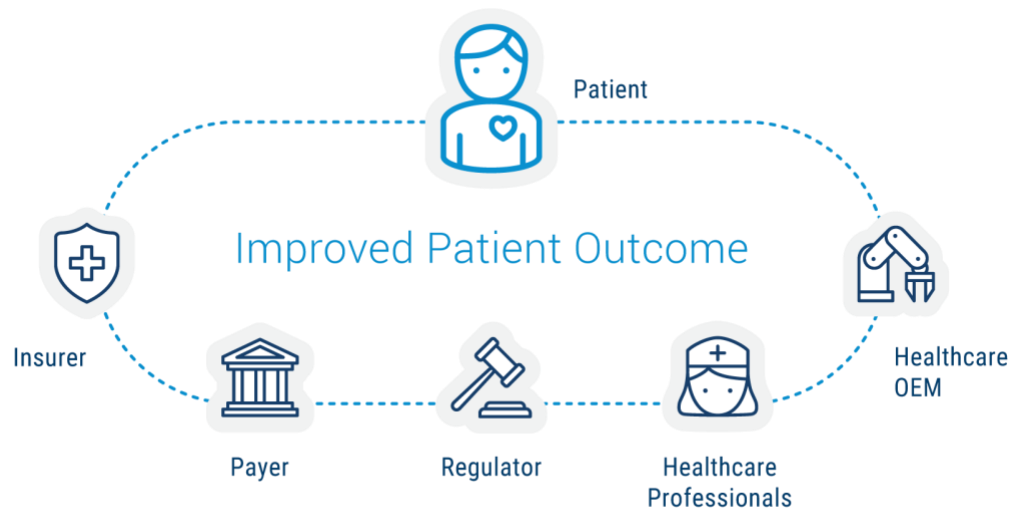 Patient
Improved Patient Outcome
Insurer
Healthcare
OEM
Payer
Regulator
Healthcare
Professionals